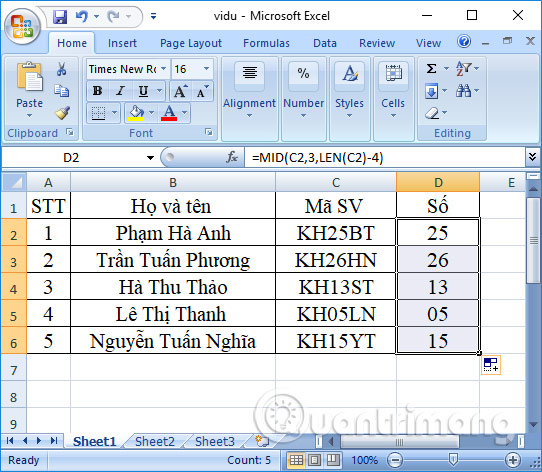 vidu - Microsoft Excel
Home Insert Page Layout Formulas Data Review View
Times New Ro 16
Paste B I U A A Alignment Number Styles Cells Σ
Clipboard Font Editing
D2 fx =MID(C2,3,LEN(C2)-4)
A B C D E
1 STT Họ và tên Mã SV Số
2 1 Phạm Hà Anh KH25BT 25
3 2 Trần Tuấn Phương KH26HN 26
4 3 Hà Thu Thảo KH13ST 13
5 4 Lê Thị Thanh KH05LN 05
6 5 Nguyễn Tuấn Nghĩa KH15YT 15
7
8
9
Quantrimang
Sheet1 Sheet2 Sheet3
Ready Count: 5 100%